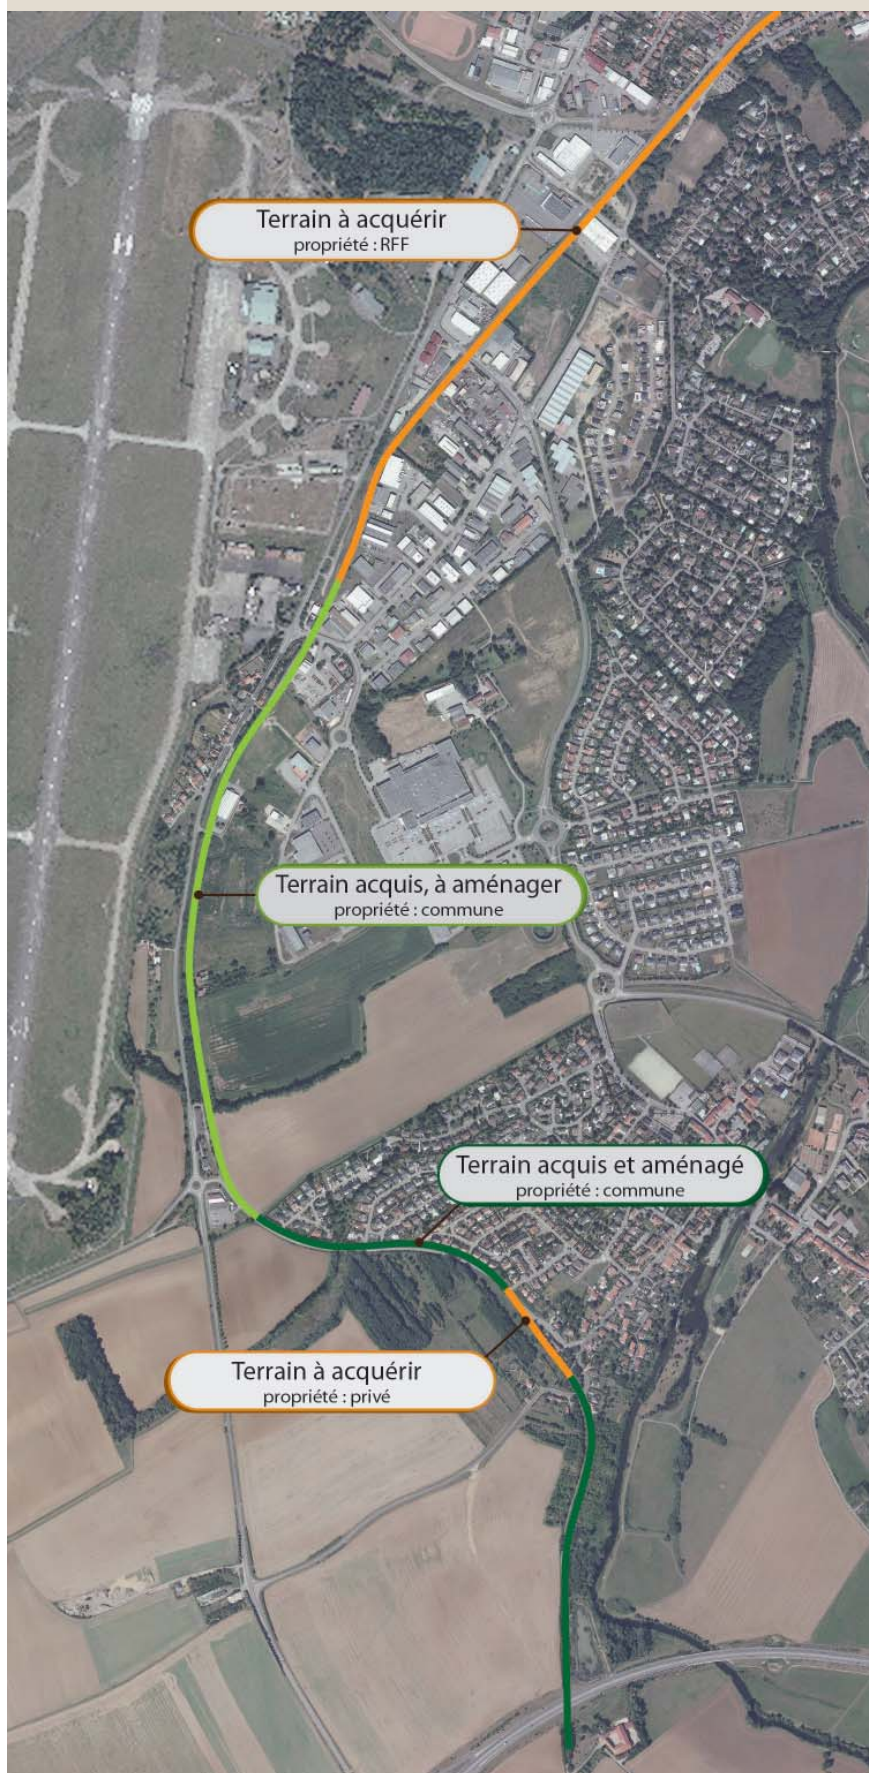 Terrain à acquérir
propriété : RFF
Terrain acquis, à aménager
propriété : commune
Terrain acquis et aménagé
propriété : commune
Terrain à acquérir
propriété : privé